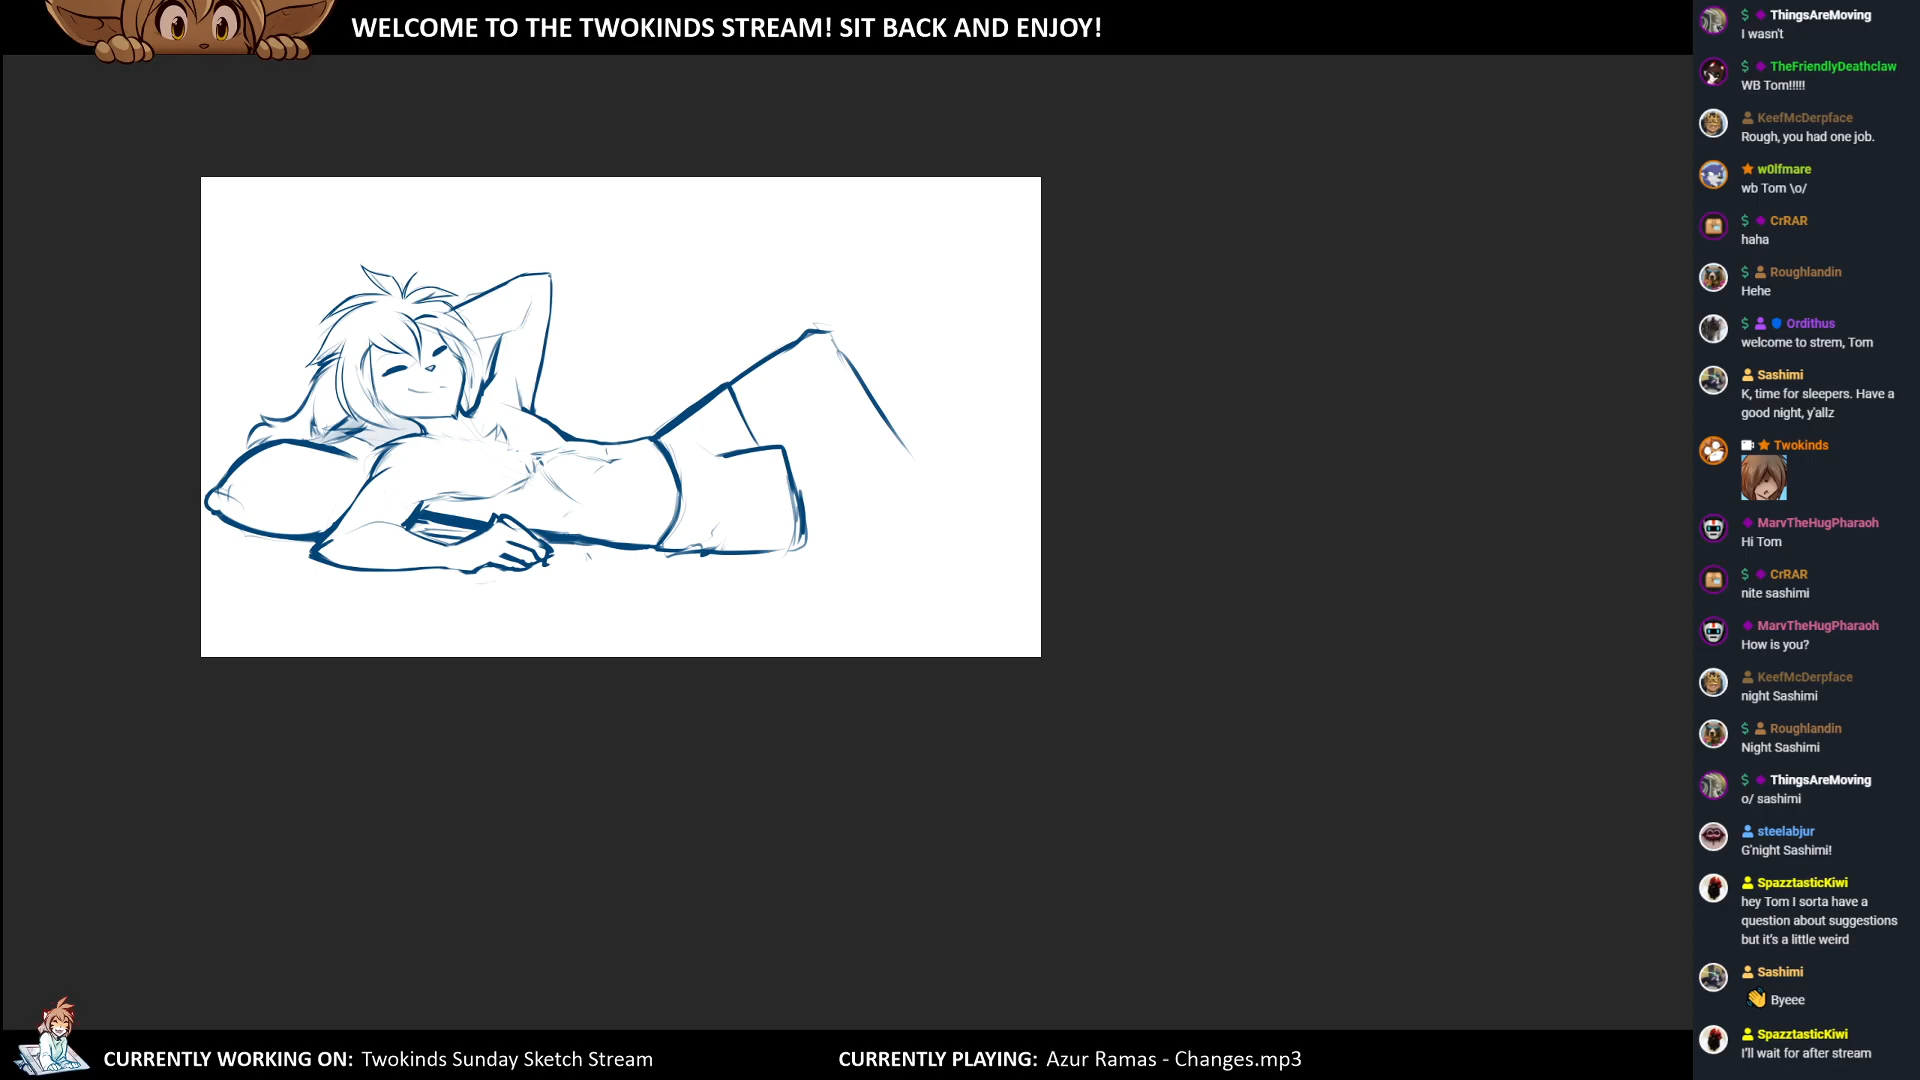 WELCOME TO THE TWOKINDS STREAM! SIT BACK AND ENJOY!
$ ThingsAreMoving
I wasn't
$ TheFriendlyDeathclaw
WB Tom!!!!!
KeefMcDerpface
Rough, you had one job.
w0lfmare
wb Tom \o/
$ CrRAR
haha
$ Roughlandin
Hehe
$ Ordithus
welcome to strem, Tom
Sashimi
K, time for sleepers. Have a
good night, y'allz
Twokinds
MarvTheHugPharaoh
Hi Tom
$ CrRAR
nite sashimi
MarvTheHugPharaoh
How is you?
KeefMcDerpface
night Sashimi
$ Roughlandin
Night Sashimi
$ ThingsAreMoving
o/ sashimi
steelabjur
G'night Sashimi!
SpazztasticKiwi
hey Tom I sorta have a
question about suggestions
but it's a little weird
Sashimi
👋 Byeee
SpazztasticKiwi
I'll wait for after stream
CURRENTLY WORKING ON: Twokinds Sunday Sketch Stream
CURRENTLY PLAYING: Azur Ramas - Changes.mp3